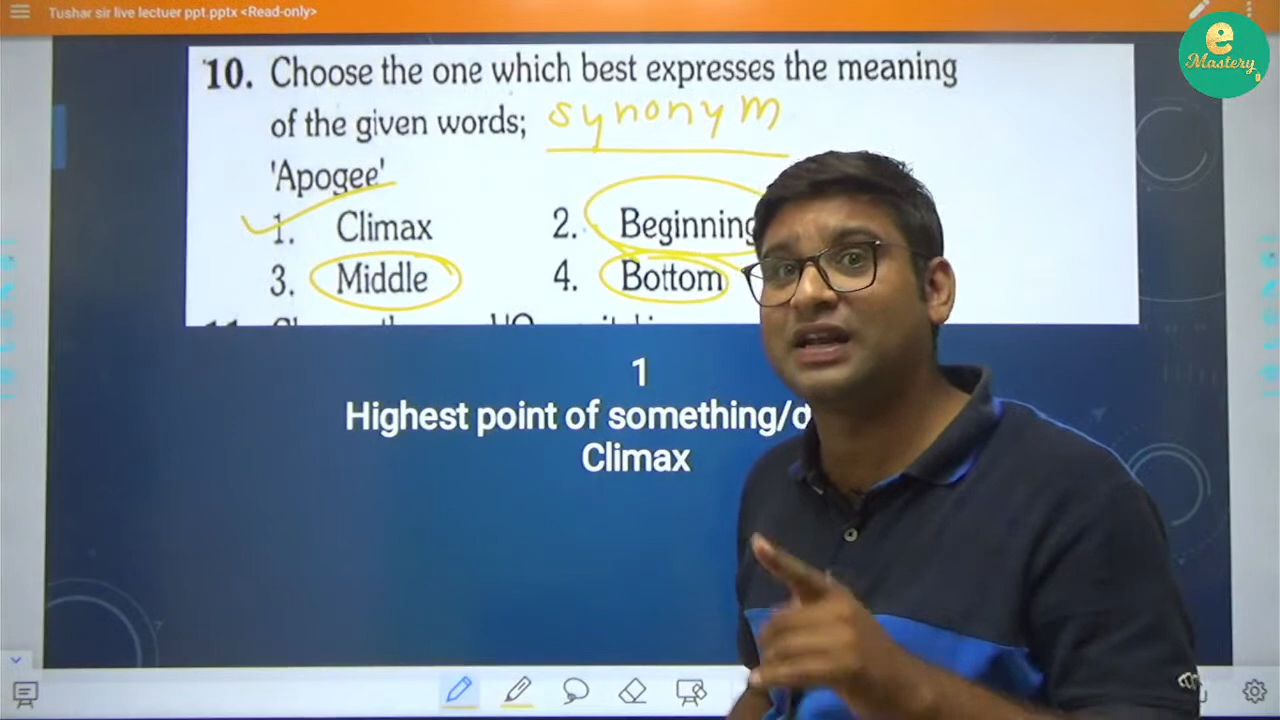 Tushar sir live lectuer ppt.pptx <Read-only>
e
Mastery
10. Choose the one which best expresses the meaning
of the given words; synonym
'Apogee'
1. Climax 2. Beginning
3. Middle 4. Bottom
1
Highest point of something/d
Climax